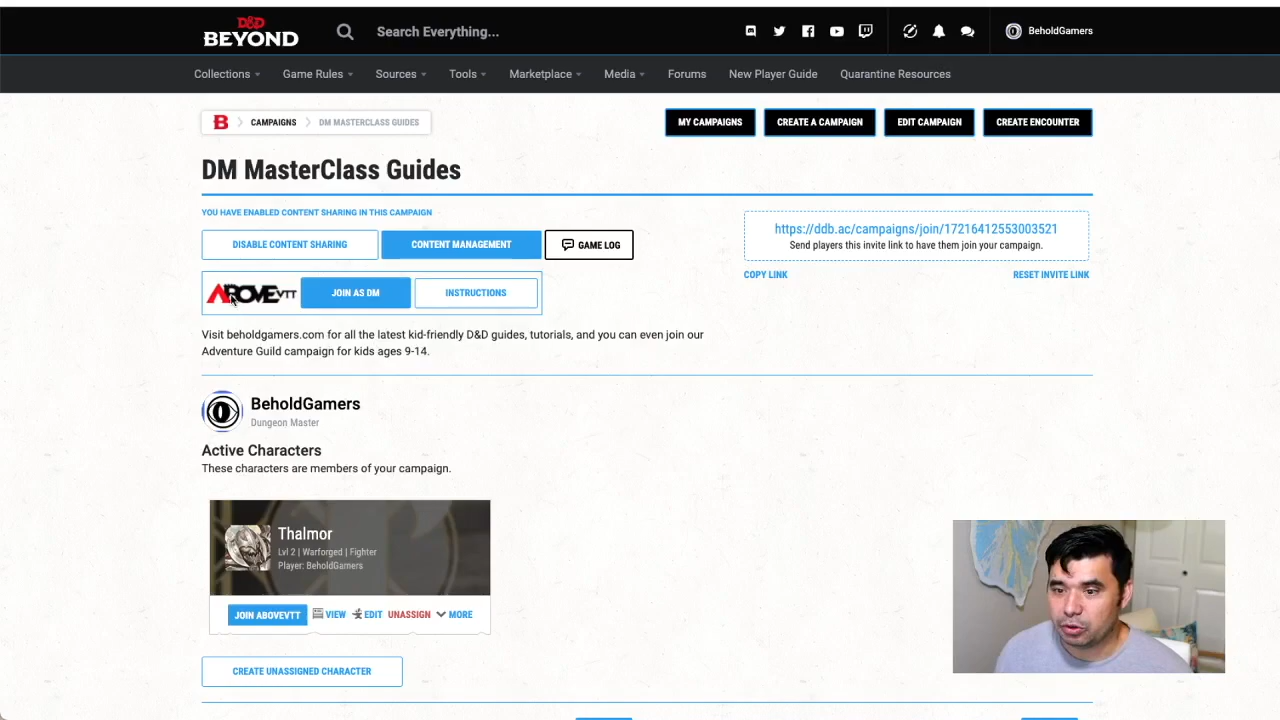 D&D
BEYOND
Search Everything...
BeholdGamers
Collections
Game Rules
Sources
Tools
Marketplace
Media
Forums
New Player Guide
Quarantine Resources
B
CAMPAIGNS
DM MASTERCLASS GUIDES
MY CAMPAIGNS
CREATE A CAMPAIGN
EDIT CAMPAIGN
CREATE ENCOUNTER
DM MasterClass Guides
YOU HAVE ENABLED CONTENT SHARING IN THIS CAMPAIGN
DISABLE CONTENT SHARING
CONTENT MANAGEMENT
GAME LOG
https://ddb.ac/campaigns/join/17216412553003521
Send players this invite link to have them join your campaign.
COPY LINK
RESET INVITE LINK
ABOVEVTT
JOIN AS DM
INSTRUCTIONS
Visit beholdgamers.com for all the latest kid-friendly D&D guides, tutorials, and you can even join our
Adventure Guild campaign for kids ages 9-14.
BeholdGamers
Dungeon Master
Active Characters
These characters are members of your campaign.
Thalmor
Lvl 2 | Warforged | Fighter
Player: BeholdGamers
JOIN ABOVEVTT
VIEW
EDIT
UNASSIGN
MORE
CREATE UNASSIGNED CHARACTER